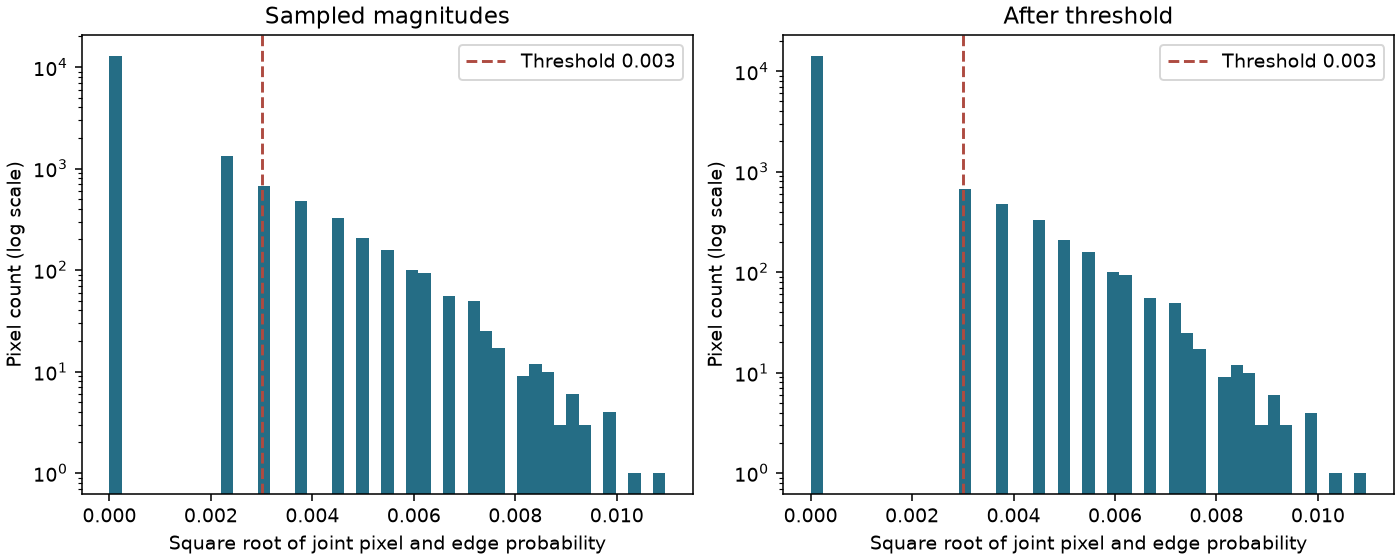 Sampled magnitudes
Threshold 0.003
Pixel count (log scale)
10⁴
10³
10²
10¹
10⁰
0.000 0.002 0.004 0.006 0.008 0.010
Square root of joint pixel and edge probability
After threshold
Threshold 0.003
Pixel count (log scale)
10⁴
10³
10²
10¹
10⁰
0.000 0.002 0.004 0.006 0.008 0.010
Square root of joint pixel and edge probability